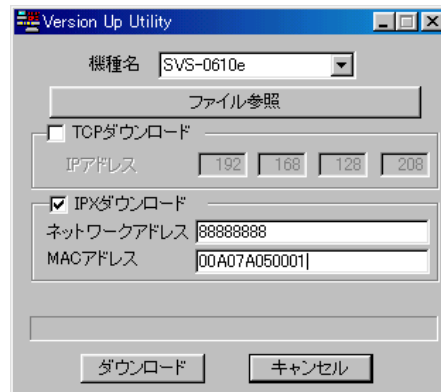 Version Up Utility
機種名 SVS-0610e
ファイル参照
TCPダウンロード
IPアドレス 192 168 128 208
IPXダウンロード
ネットワークアドレス 88888888
MACアドレス 00A07A050001
ダウンロード キャンセル